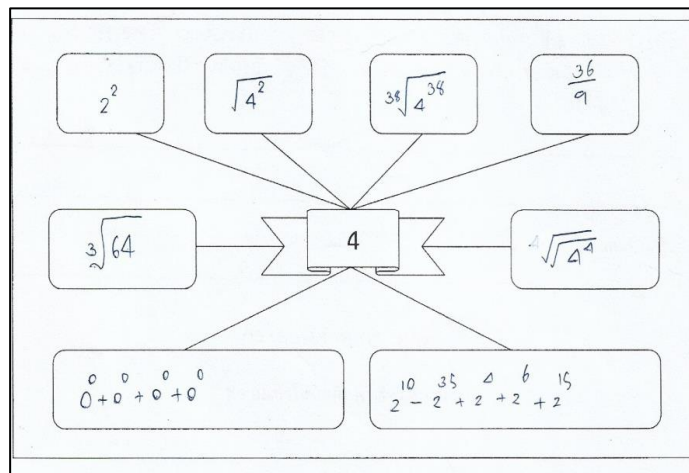 2² √4² ³⁸√4³⁸ 36/9
³√64 4 ⁴√√4⁴
0⁰ + 0⁰ + 0⁰ + 0⁰ 2¹⁰ - 2³⁵ + 2⁴ + 2⁶ + 2¹⁵